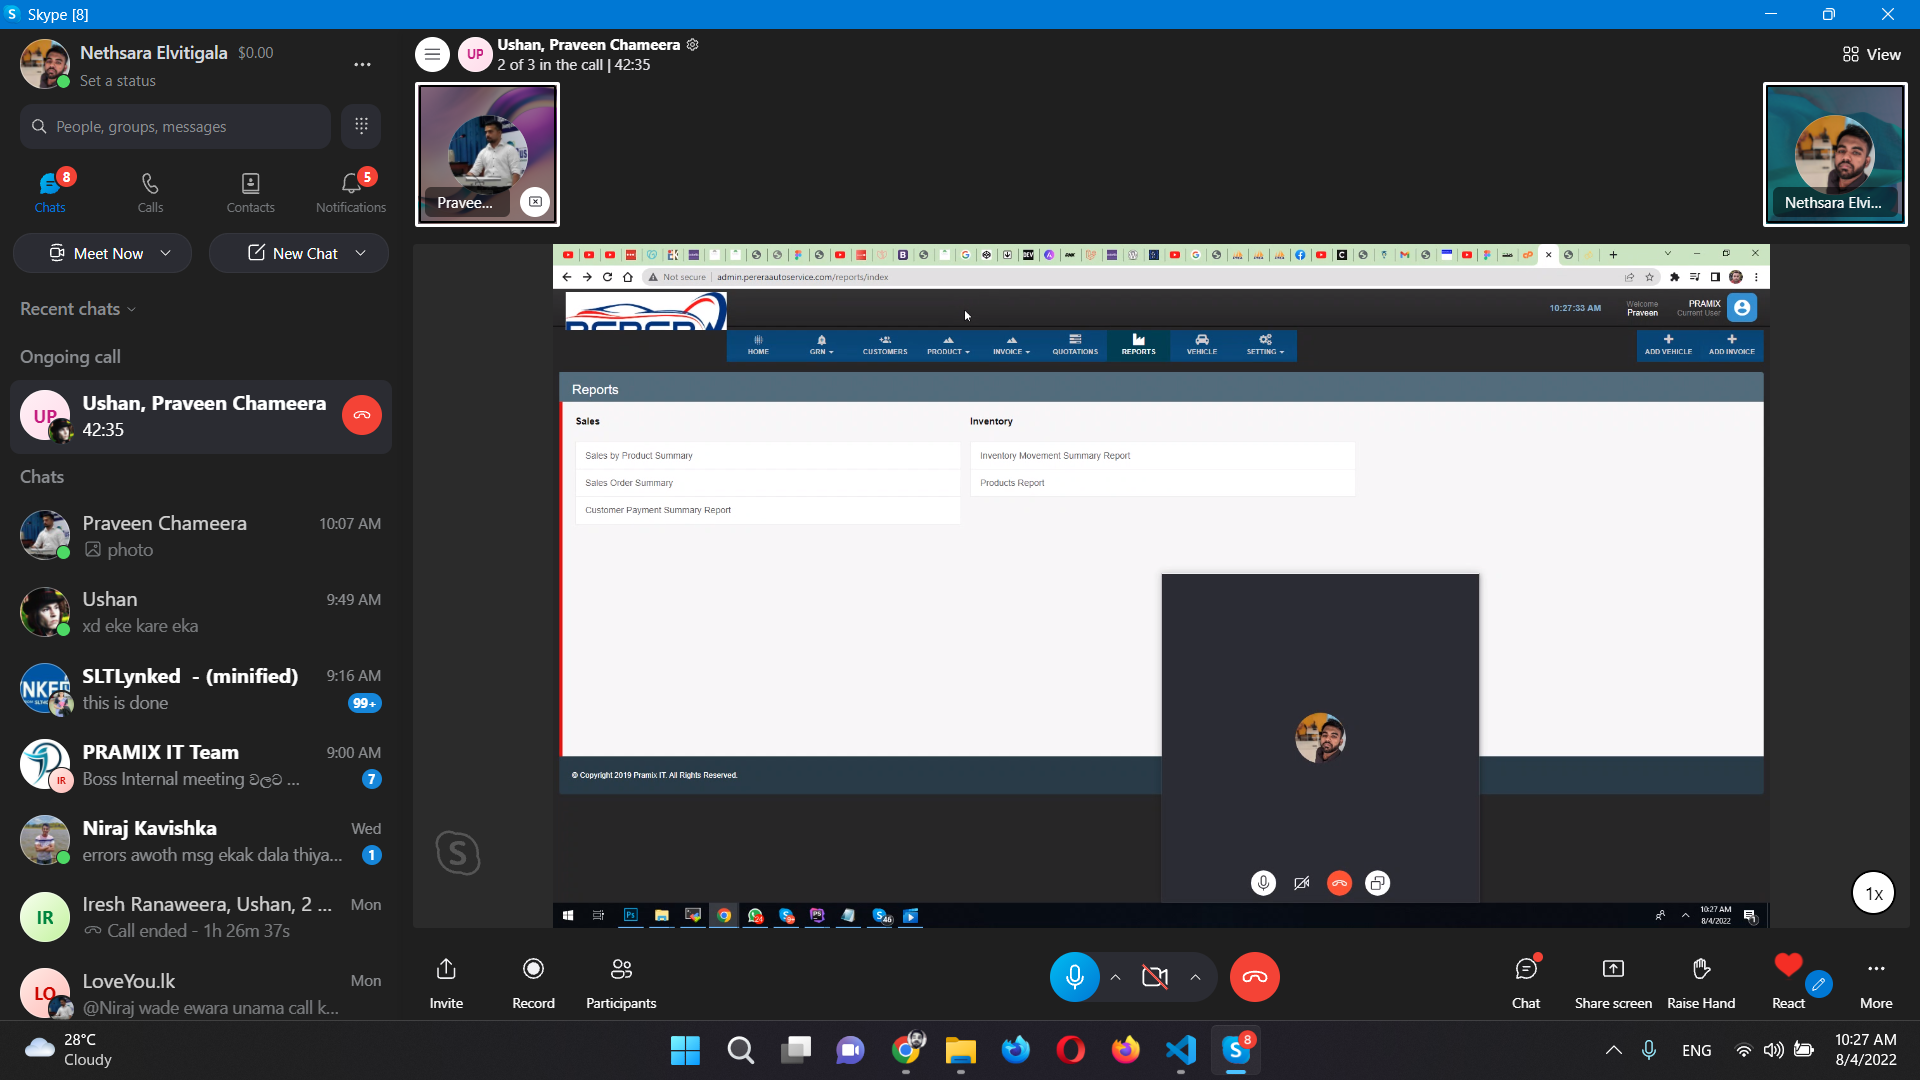 Skype [8]
Nethsara Elvitigala $0.00
Set a status
People, groups, messages
8
5
Chats
Calls
Contacts
Notifications
Meet Now
New Chat
Recent chats
Ongoing call
UP
Ushan, Praveen Chameera
42:35
Chats
Praveen Chameera 10:07 AM
photo
Ushan 9:49 AM
xd eke kare eka
SLTLynked - (minified) 9:16 AM
this is done 99+
PRAMIX IT Team 9:00 AM
IR
Boss Internal meeting වලට ... 7
Niraj Kavishka Wed
errors awoth msg ekak dala thiya... 1
IR
Iresh Ranaweera, Ushan, 2 ... Mon
Call ended - 1h 26m 37s
LO
LoveYou.lk Mon
@Niraj wade ewara unama call k...
UP
Ushan, Praveen Chameera
2 of 3 in the call | 42:35
View
Pravee...
Nethsara Elvi...
Not secure | admin.pereraautoservice.com/reports/index
10:27:33 AM
Welcome
Praveen
PRAMIX
Current User
HOME
GRN
CUSTOMERS
PRODUCT
INVOICE
QUOTATIONS
REPORTS
VEHICLE
SETTING
ADD VEHICLE
ADD INVOICE
Reports
Sales
Sales by Product Summary
Sales Order Summary
Customer Payment Summary Report
Inventory
Inventory Movement Summary Report
Products Report
© Copyright 2019 Pramix IT. All Rights Reserved.
10:27 AM
8/4/2022
1x
Invite
Record
Participants
Chat
Share screen
Raise Hand
React
More
28°C
Cloudy
8
ENG
10:27 AM
8/4/2022